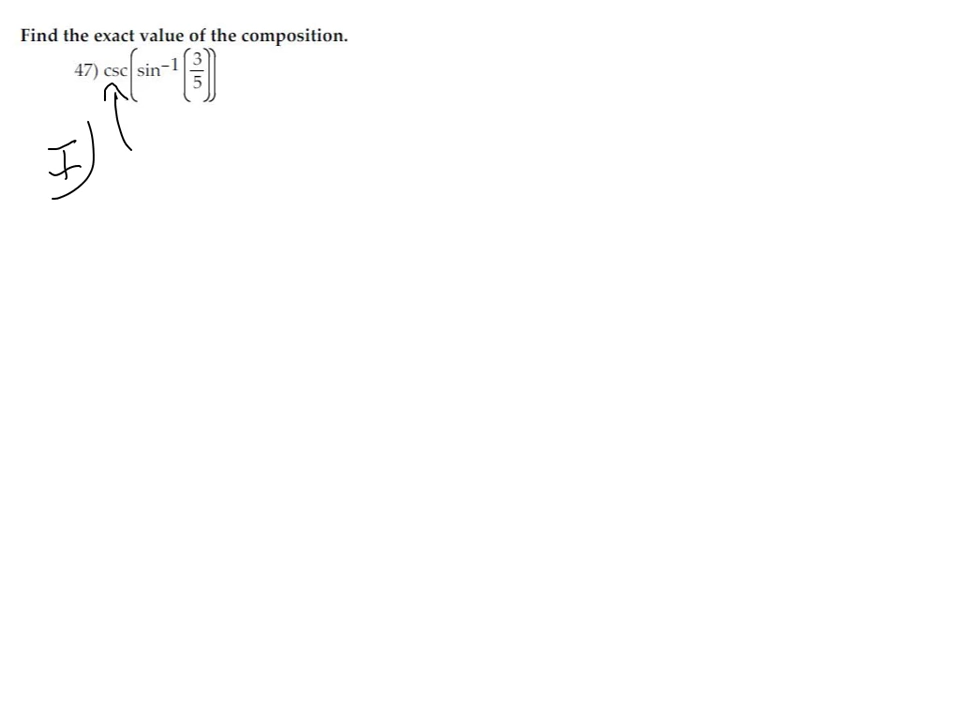 Find the exact value of the composition.
47) csc(sin⁻¹(3/5))
I)